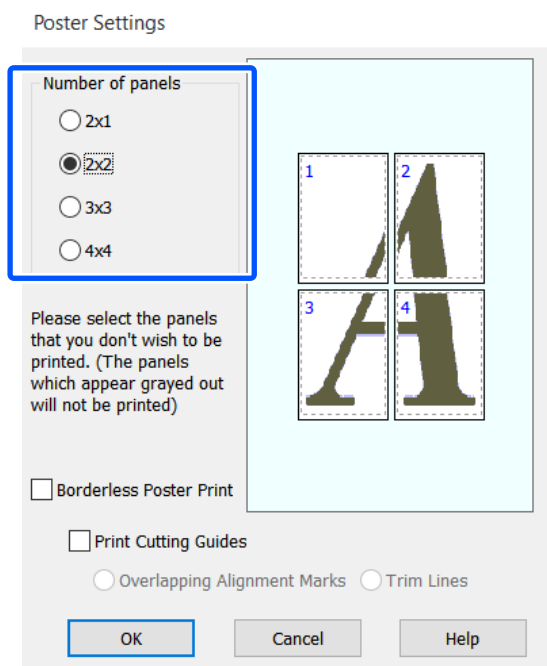 Poster Settings
Number of panels
2x1
2x2
3x3
4x4
1 2
3 4
Please select the panels
that you don't wish to be
printed. (The panels
which appear grayed out
will not be printed)
Borderless Poster Print
Print Cutting Guides
Overlapping Alignment Marks Trim Lines
OK Cancel Help